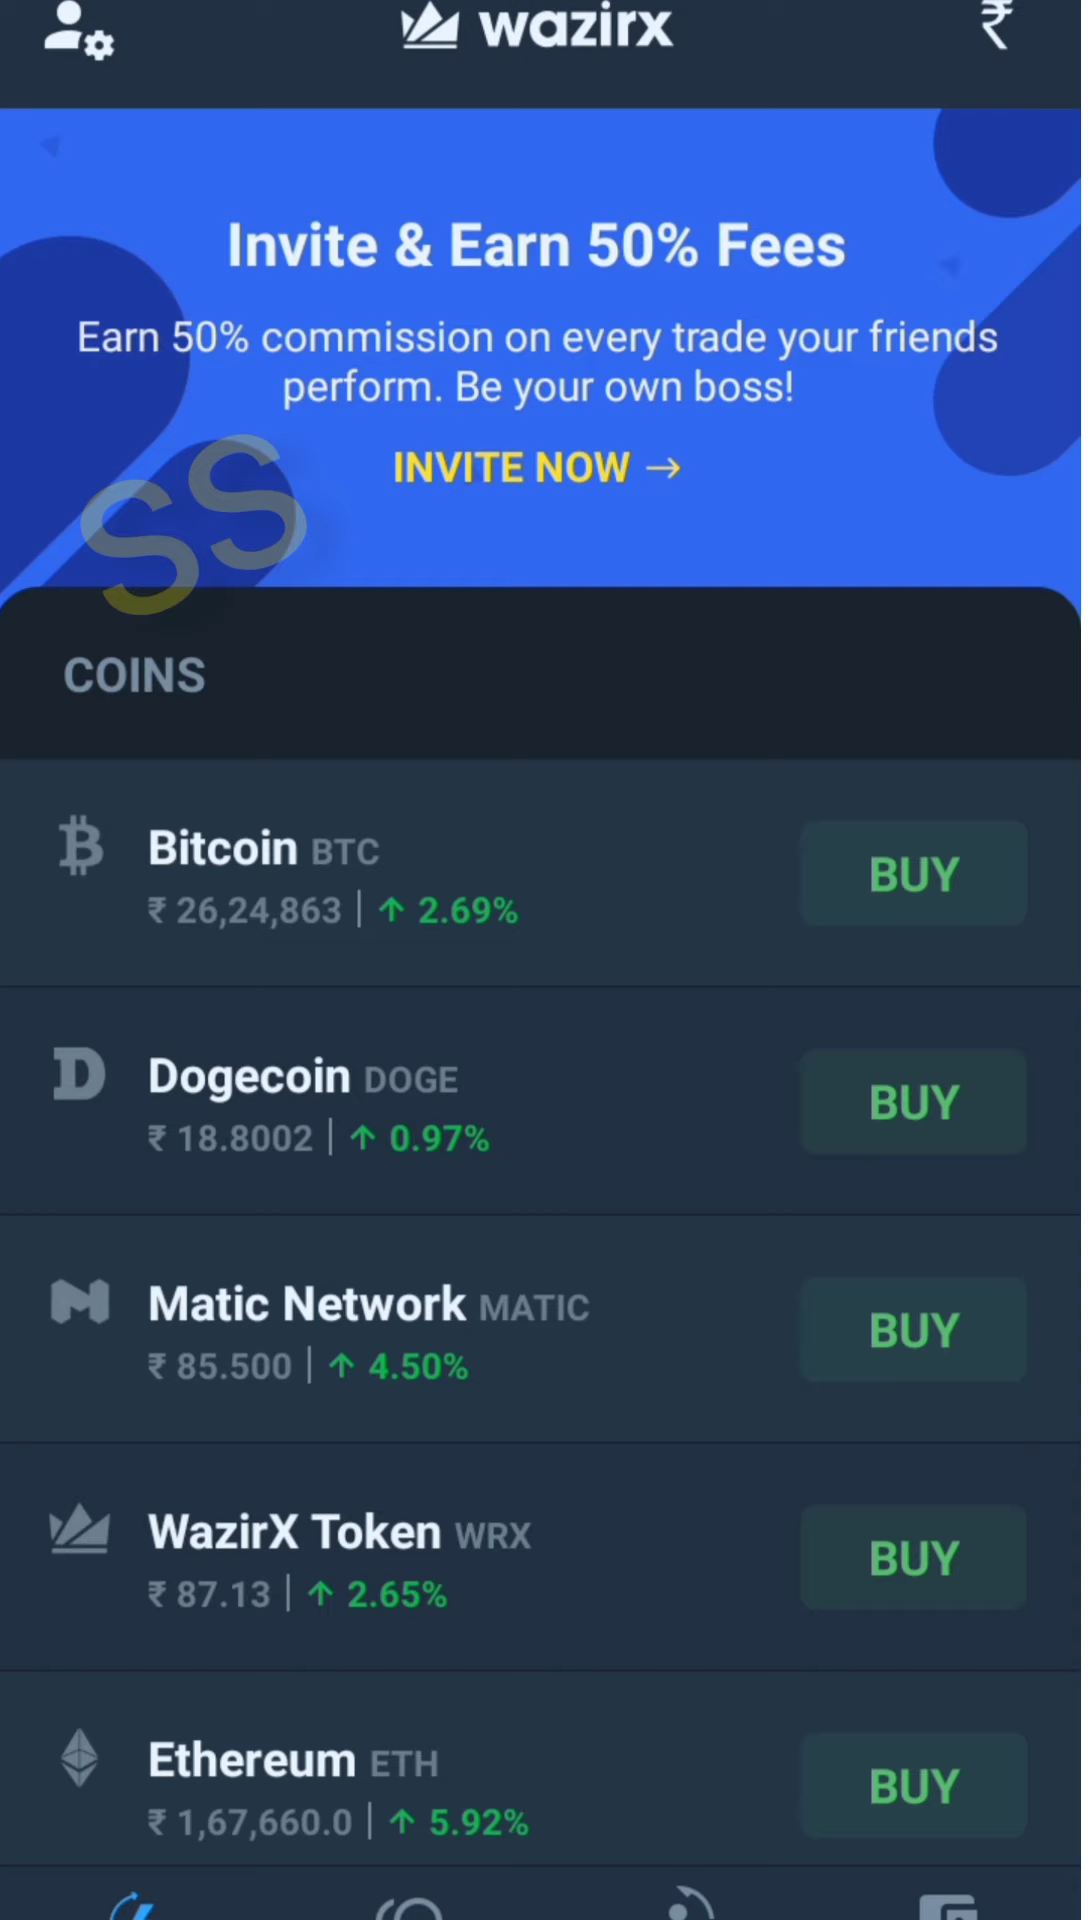 wazirx
₹
Invite & Earn 50% Fees
Earn 50% commission on every trade your friends
perform. Be your own boss!
INVITE NOW →
SS
COINS
Bitcoin BTC
BUY
₹ 26,24,863 | ↑ 2.69%
Dogecoin DOGE
BUY
₹ 18.8002 | ↑ 0.97%
Matic Network MATIC
BUY
₹ 85.500 | ↑ 4.50%
WazirX Token WRX
BUY
₹ 87.13 | ↑ 2.65%
Ethereum ETH
BUY
₹ 1,67,660.0 | ↑ 5.92%